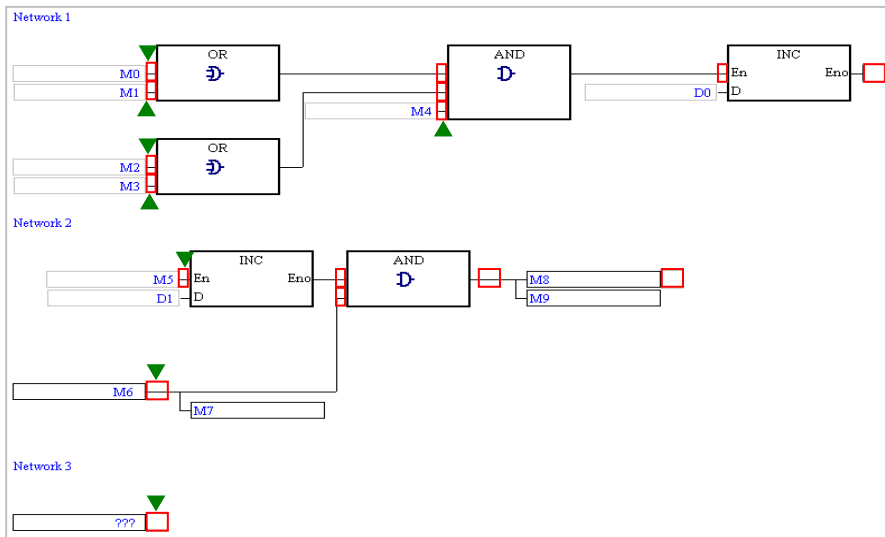 Network 1
OR
AND
INC
M0
En
Eno
M1
D0
D
M4
OR
M2
M3
Network 2
INC
AND
M5
En
Eno
M8
D1
D
M9
M6
M7
Network 3
???